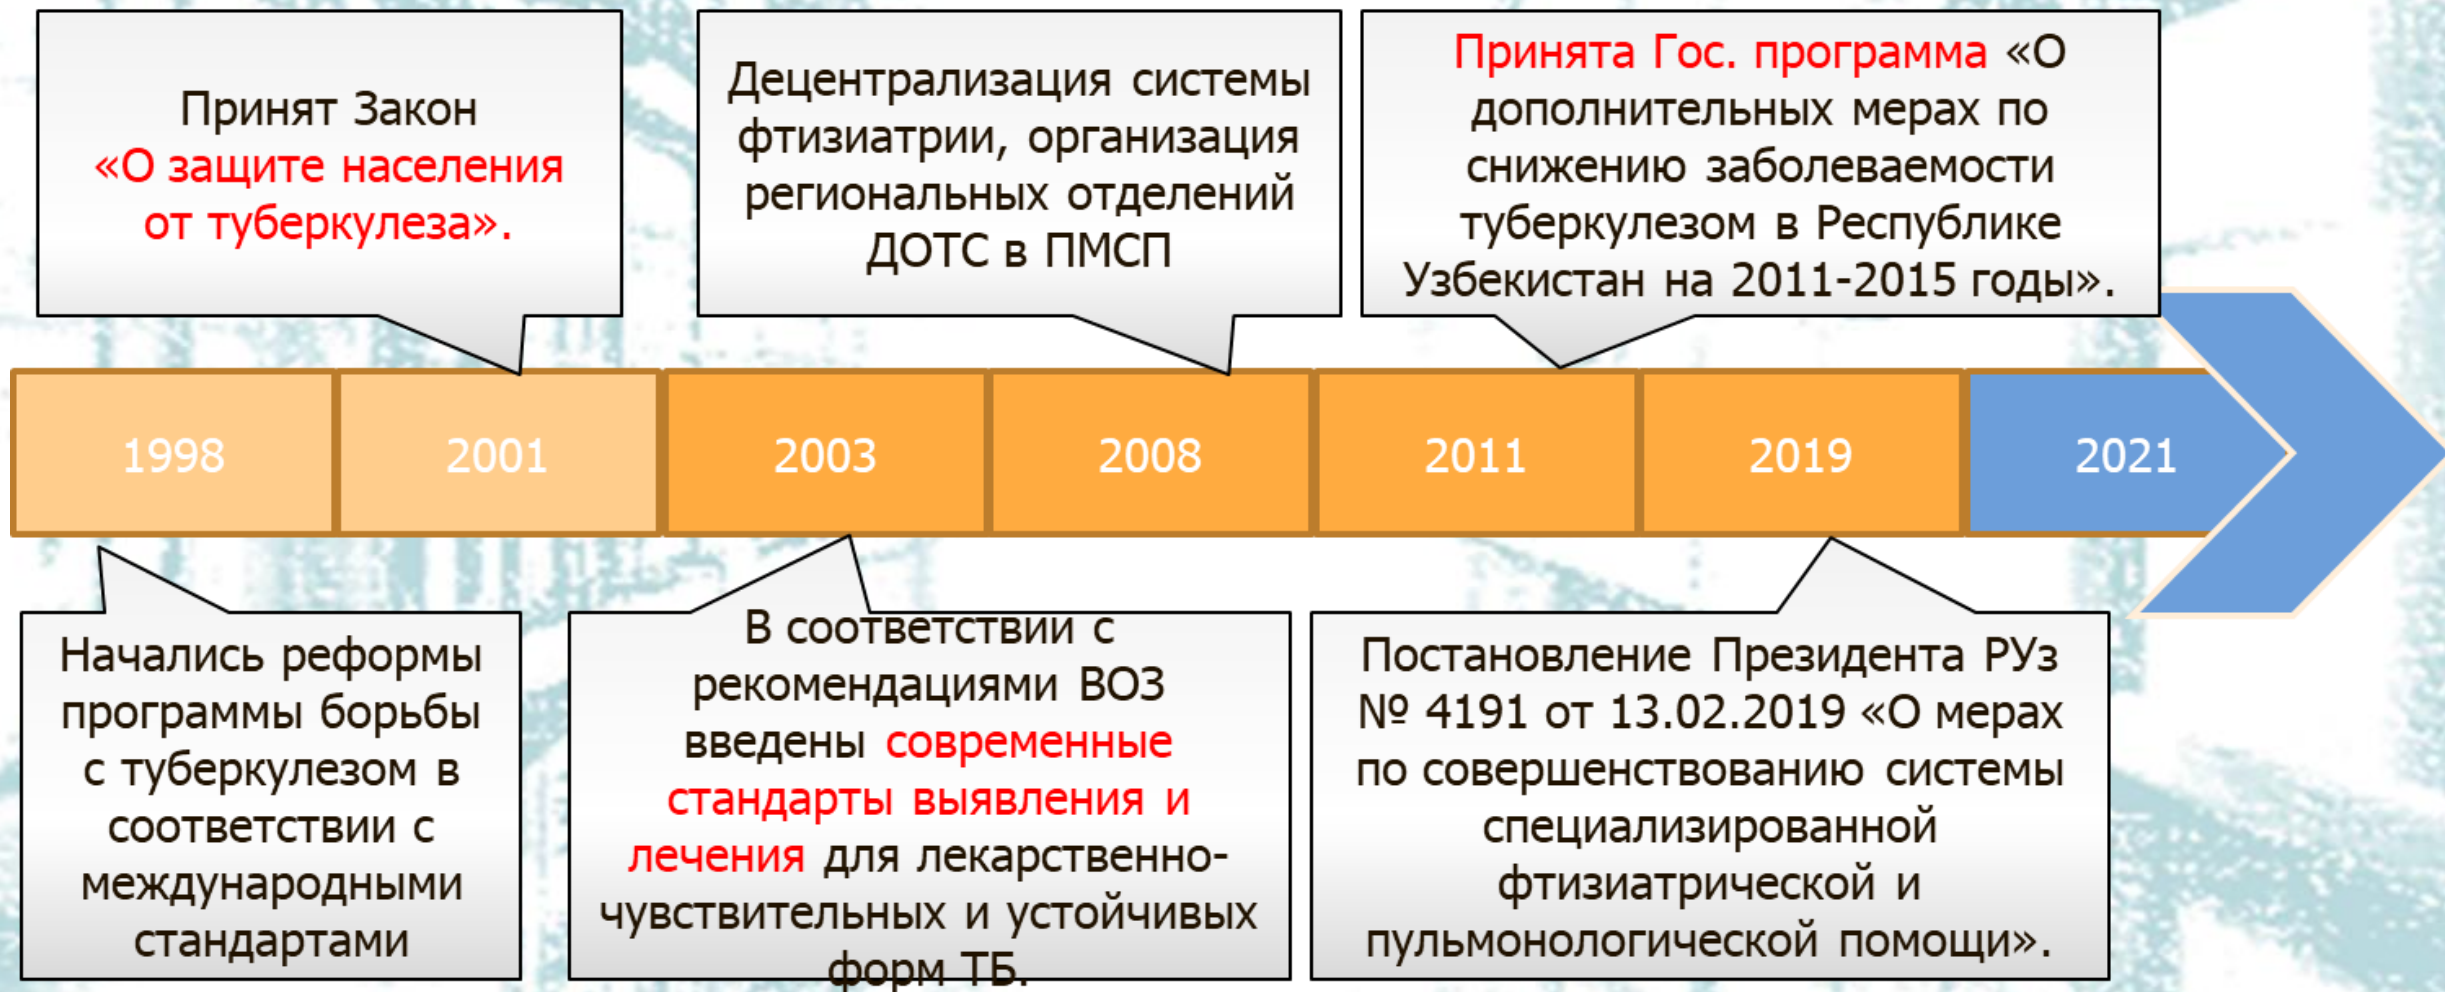 Принят Закон
«О защите населения
от туберкулеза».
Децентрализация системы
фтизиатрии, организация
региональных отделений
ДОТС в ПМСП
Принята Гос. программа «О
дополнительных мерах по
снижению заболеваемости
туберкулезом в Республике
Узбекистан на 2011-2015 годы».
1998
2001
2003
2008
2011
2019
2021
Начались реформы
программы борьбы
с туберкулезом в
соответствии с
международными
стандартами
В соответствии с
рекомендациями ВОЗ
введены современные
стандарты выявления и
лечения для лекарственно-
чувствительных и устойчивых
форм ТБ.
Постановление Президента РУз
№ 4191 от 13.02.2019 «О мерах
по совершенствованию системы
специализированной
фтизиатрической и
пульмонологической помощи».